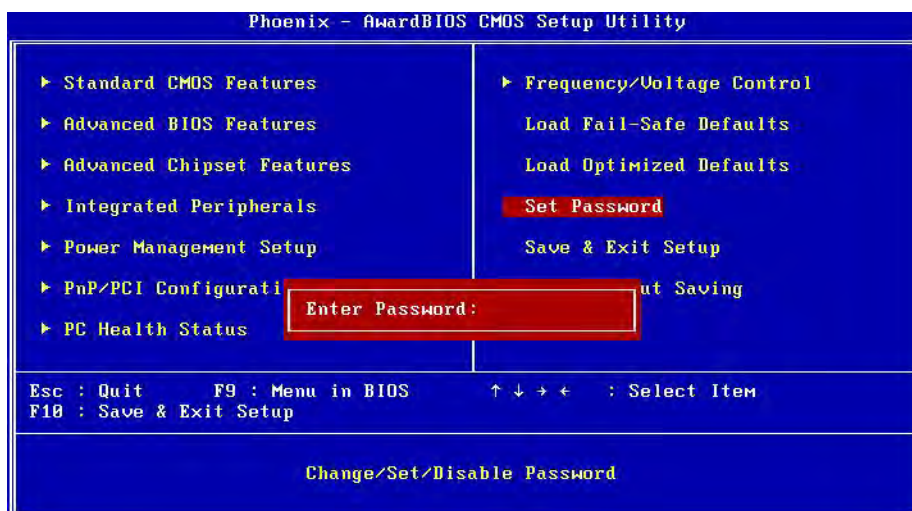 Phoenix - AwardBIOS CMOS Setup Utility
Standard CMOS Features
Advanced BIOS Features
Advanced Chipset Features
Integrated Peripherals
Power Management Setup
PnP/PCI Configurati
PC Health Status
Frequency/Voltage Control
Load Fail-Safe Defaults
Load Optimized Defaults
Set Password
Save & Exit Setup
ut Saving
Enter Password:
Esc : Quit F9 : Menu in BIOS ↑ ↓ → ← : Select Item
F10 : Save & Exit Setup
Change/Set/Disable Password